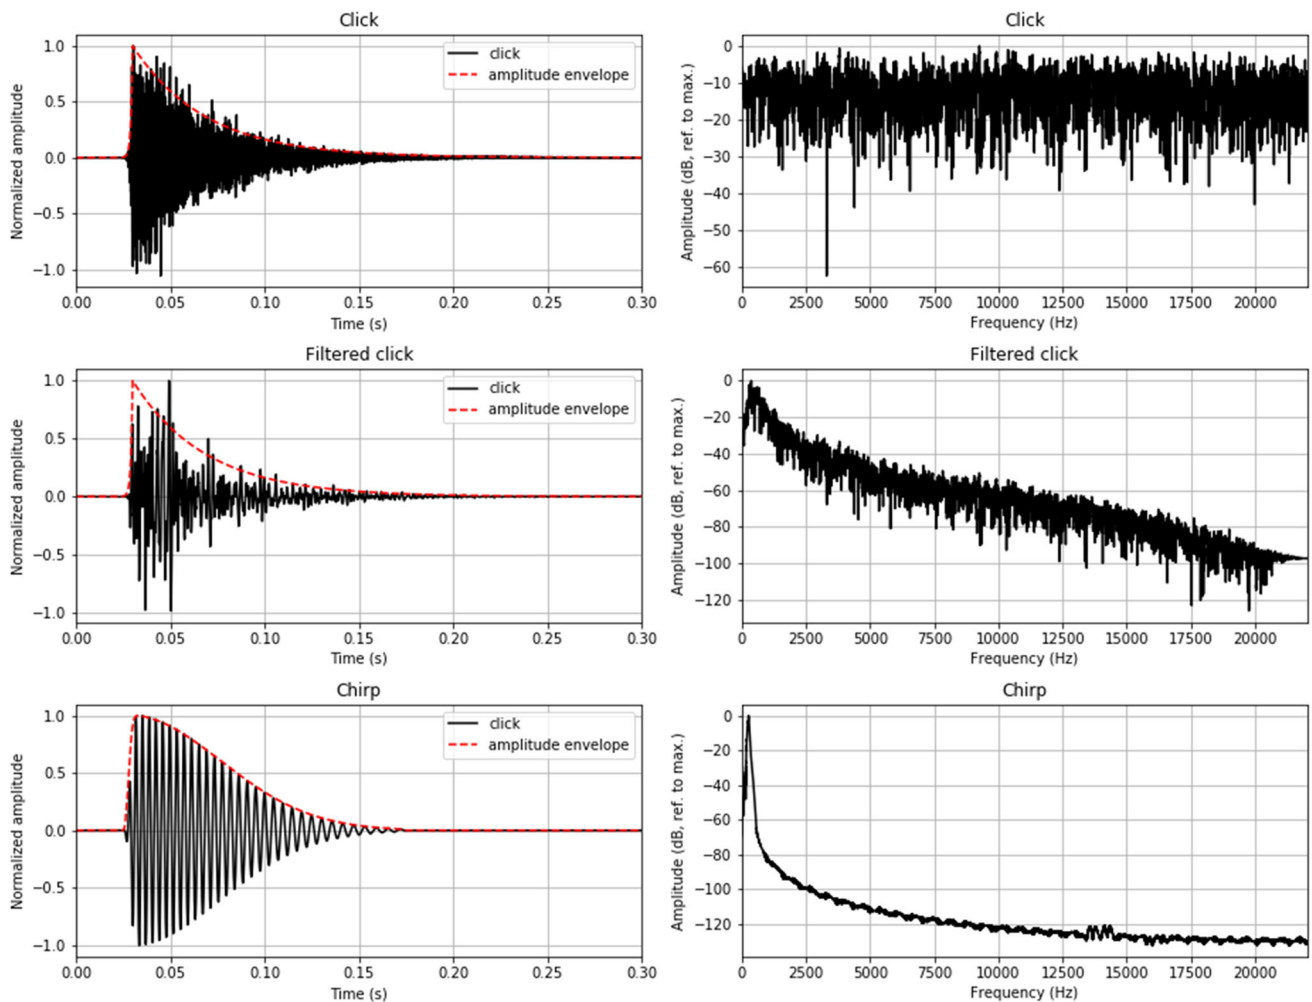 Click
Normalized amplitude
1.0
0.5
0.0
−0.5
−1.0
click
amplitude envelope
0.00 0.05 0.10 0.15 0.20 0.25 0.30
Time (s)
Click
Amplitude (dB, ref. to max.)
0
−10
−20
−30
−40
−50
−60
0 2500 5000 7500 10000 12500 15000 17500 20000
Frequency (Hz)
Filtered click
Normalized amplitude
1.0
0.5
0.0
−0.5
−1.0
click
amplitude envelope
0.00 0.05 0.10 0.15 0.20 0.25 0.30
Time (s)
Filtered click
Amplitude (dB, ref. to max.)
0
−20
−40
−60
−80
−100
−120
0 2500 5000 7500 10000 12500 15000 17500 20000
Frequency (Hz)
Chirp
Normalized amplitude
1.0
0.5
0.0
−0.5
−1.0
click
amplitude envelope
0.00 0.05 0.10 0.15 0.20 0.25 0.30
Time (s)
Chirp
Amplitude (dB, ref. to max.)
0
−20
−40
−60
−80
−100
−120
0 2500 5000 7500 10000 12500 15000 17500 20000
Frequency (Hz)